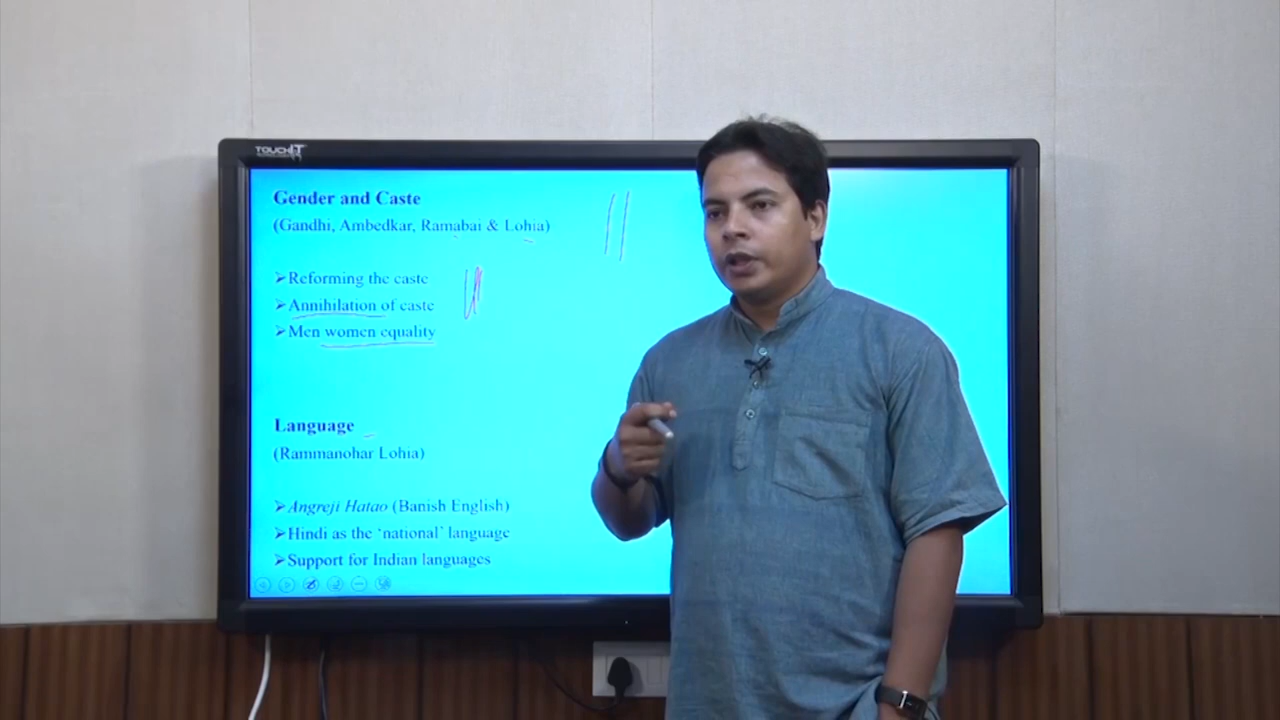 TOUCHIT
Gender and Caste
(Gandhi, Ambedkar, Ramabai & Lohia)
➢Reforming the caste
➢Annihilation of caste
➢Men women equality
Language
(Rammanohar Lohia)
➢Angreji Hatao (Banish English)
➢Hindi as the ‘national’ language
➢Support for Indian languages